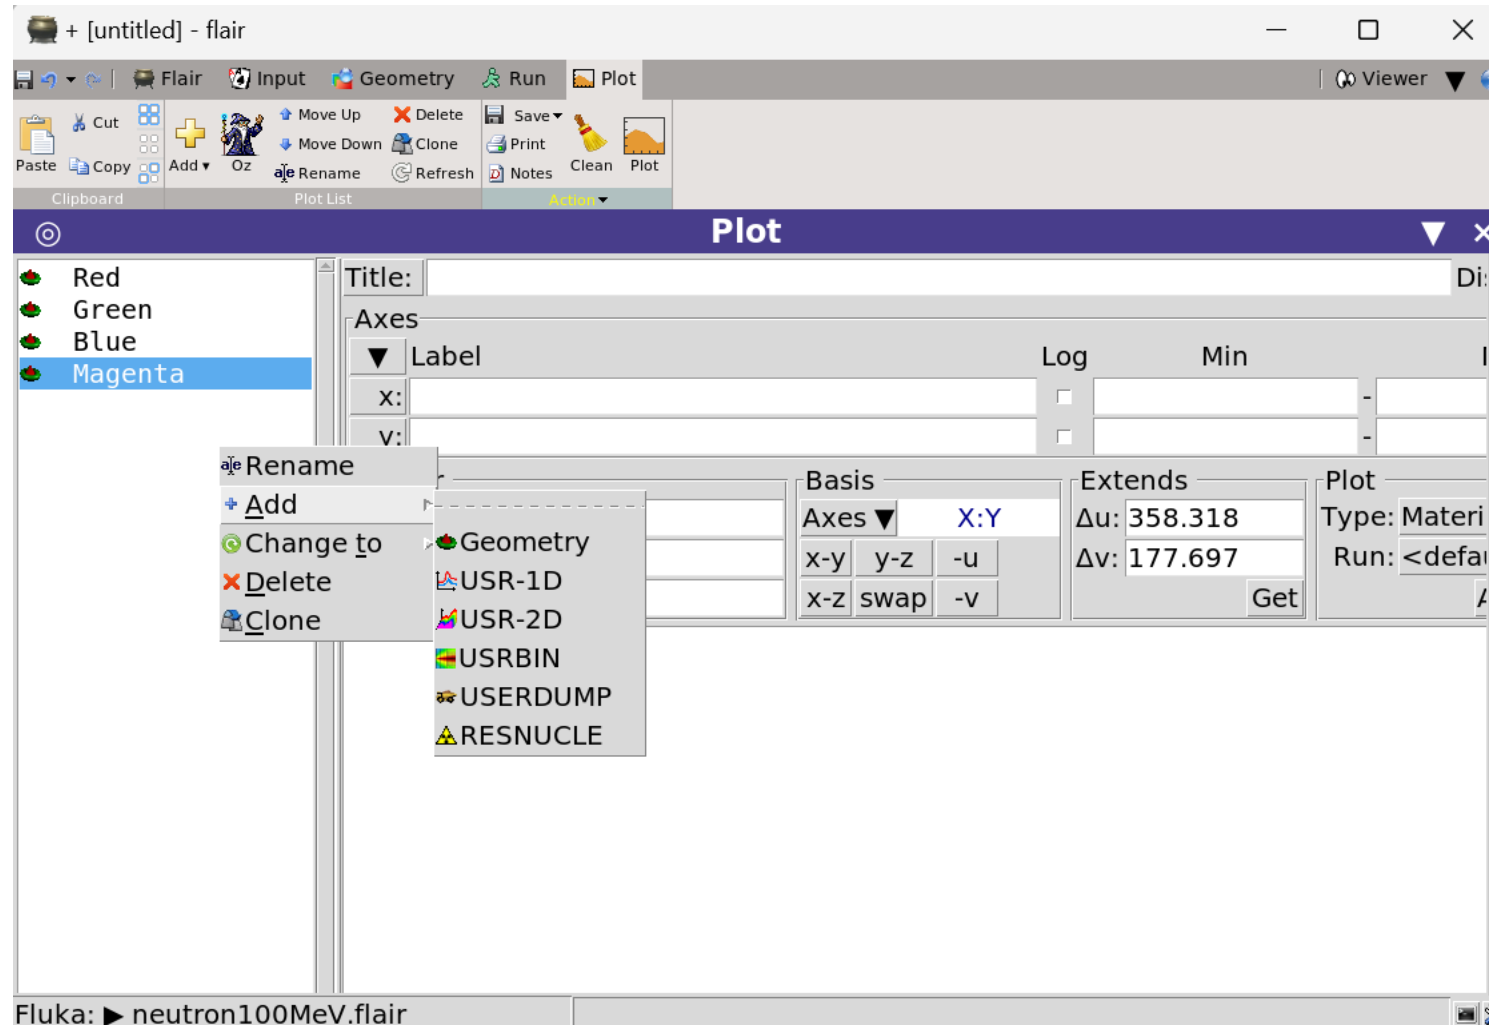 + [untitled] - flair
Flair Input Geometry Run Plot Viewer
Paste Cut Copy Add Oz Move Up Move Down Rename Delete Clone Refresh Save Print Notes Clean Plot
Clipboard Plot List Action
Plot
Red
Green
Blue
Magenta
Title:
Axes
Label Log Min
x: -
y: -
Basis Extends Plot
Axes X:Y Δu: 358.318 Type: Materi
x-y y-z -u Δv: 177.697 Run: <defau
x-z swap -v Get
Rename
Add
Change to
Delete
Clone
Geometry
USR-1D
USR-2D
USRBIN
USERDUMP
RESNUCLE
Fluka: neutron100MeV.flair